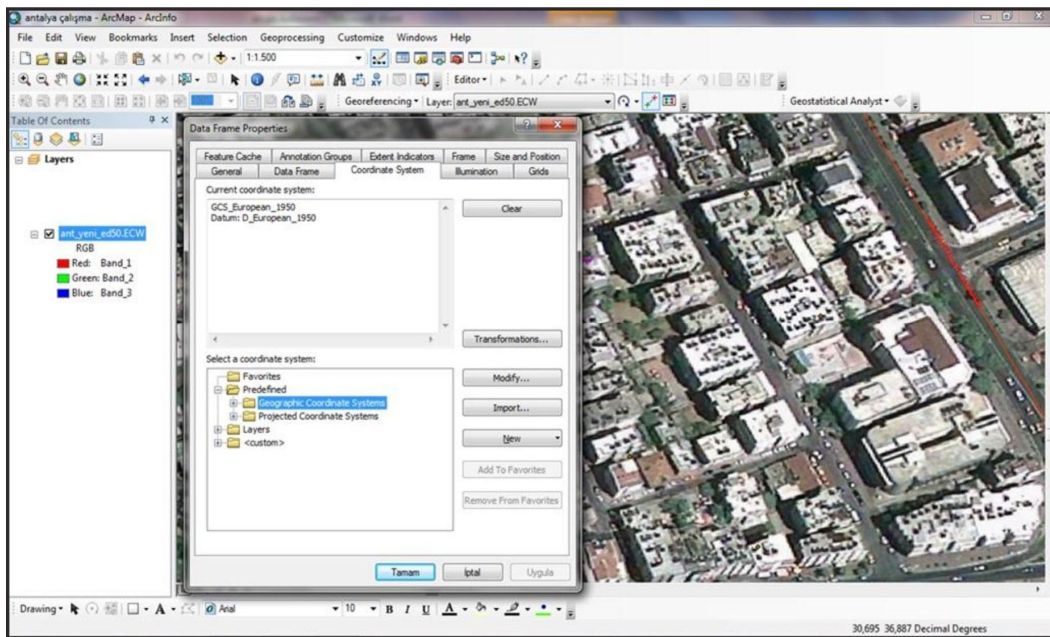 antalya çalışma - ArcMap - ArcInfo
File Edit View Bookmarks Insert Selection Geoprocessing Customize Windows Help
1:1.500
Editor
Georeferencing Layer: ant_yeni_ed50.ECW
Geostatistical Analyst
Table Of Contents
Layers
ant_yeni_ed50.ECW
RGB
Red: Band_1
Green: Band_2
Blue: Band_3
Data Frame Properties
Feature Cache Annotation Groups Extent Indicators Frame Size and Position
General Data Frame Coordinate System Illumination Grids
Current coordinate system:
GCS_European_1950
Datum: D_European_1950
Clear
Transformations...
Select a coordinate system:
Favorites
Predefined
Geographic Coordinate Systems
Projected Coordinate Systems
Layers
<custom>
Modify...
Import...
New
Add To Favorites
Remove From Favorites
Tamam İptal Uygula
Drawing A Arial 10 B I U A
30,695 36,887 Decimal Degrees